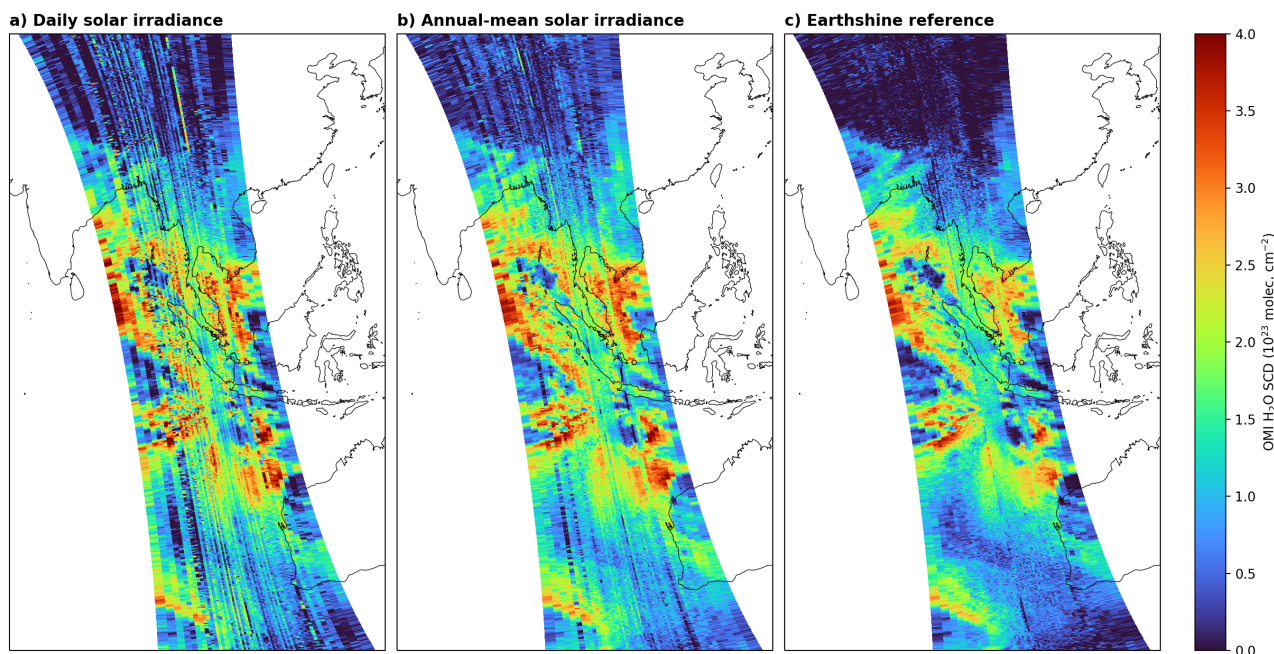 a) Daily solar irradiance
b) Annual-mean solar irradiance
c) Earthshine reference
4.0
3.5
3.0
2.5
2.0
1.5
1.0
0.5
0.0
OMI H₂O SCD (10²³ molec. cm⁻²)